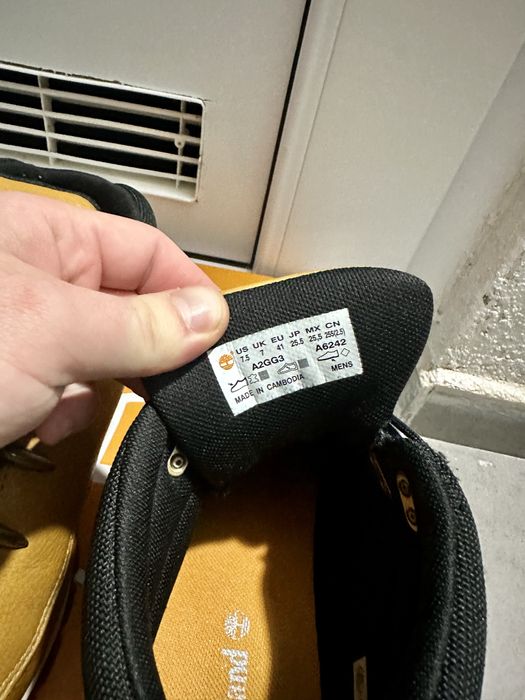 US UK EU JP MX CN
7.5 7 41 25.5 25,5 255(2.5)
A2GG3 A6242
MENS
MADE IN CAMBODIA